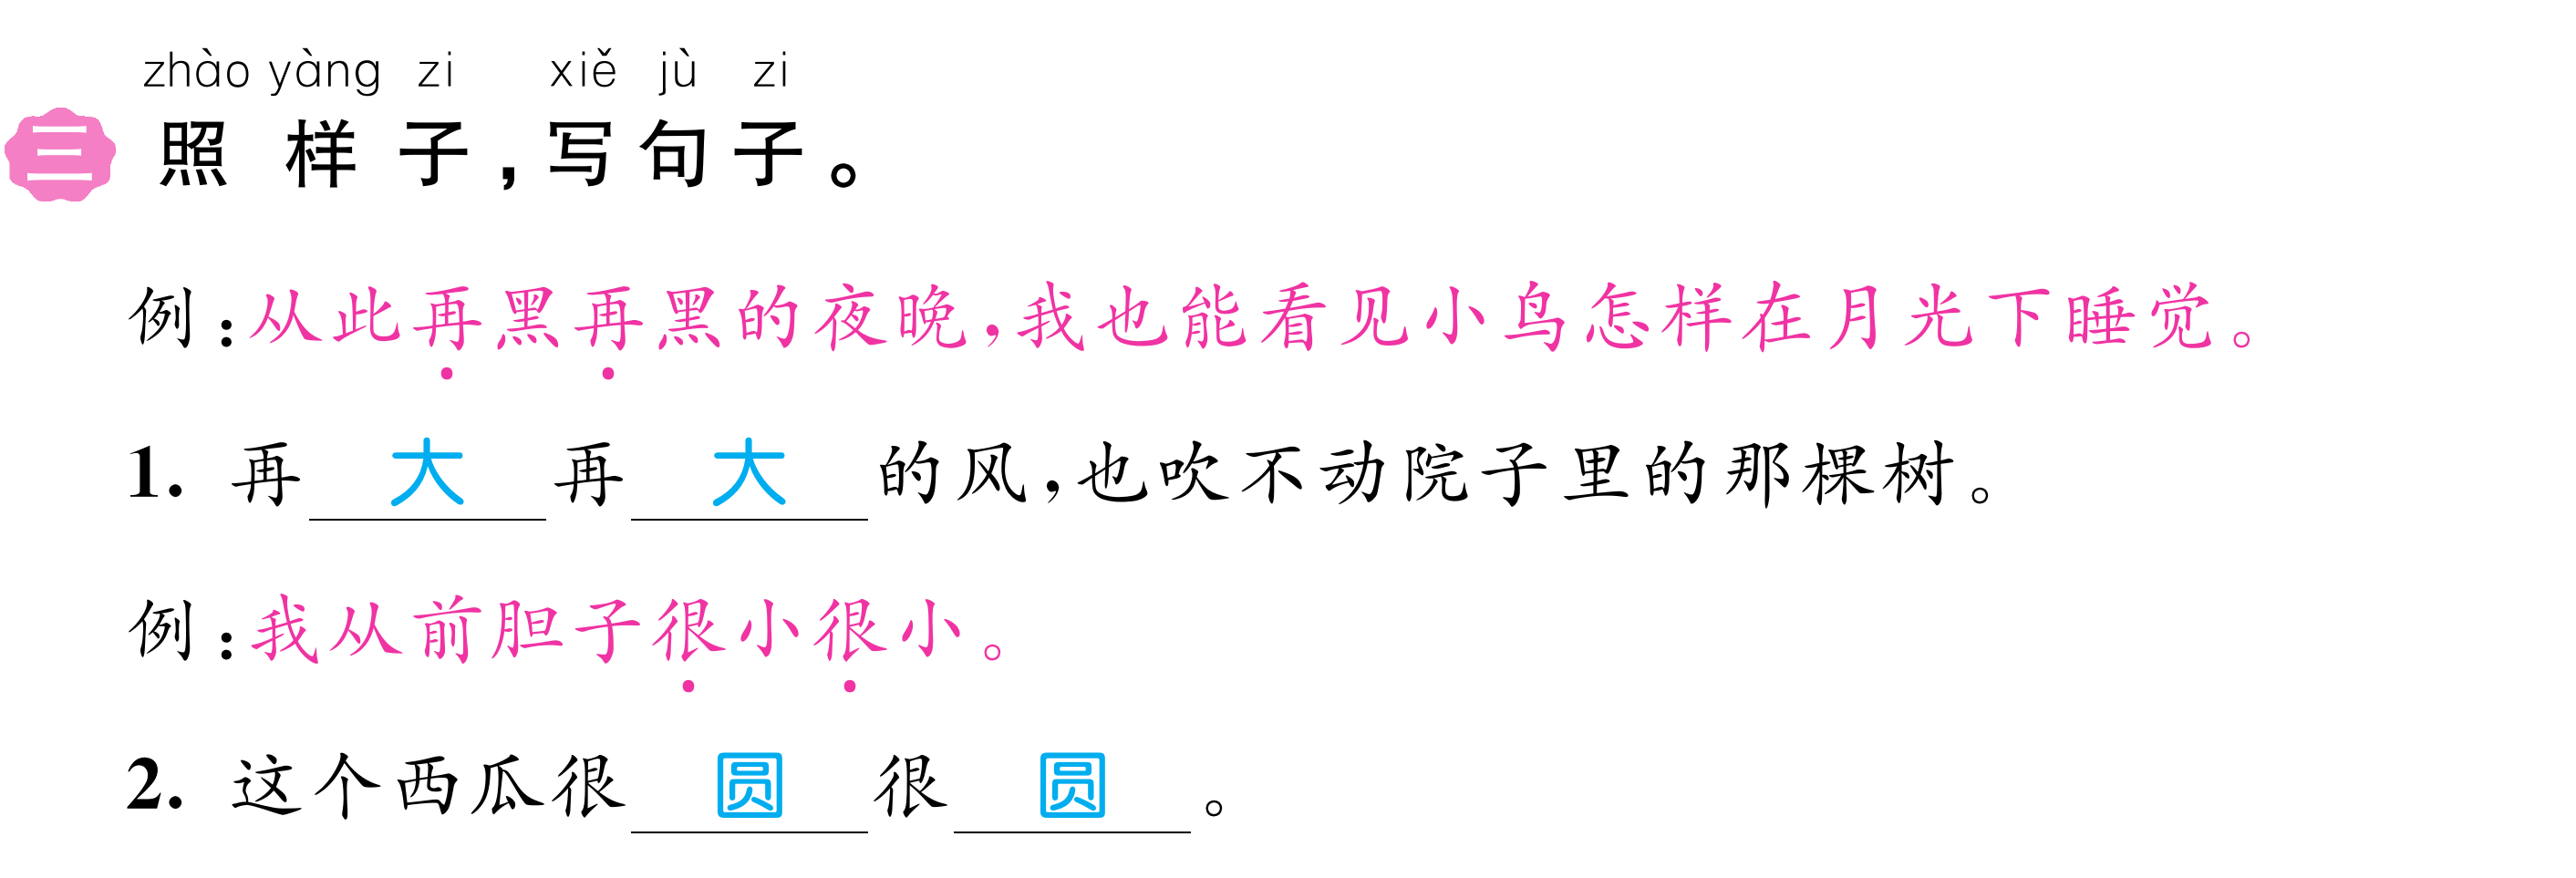 zhào yàng zi xiě jù zi
三 照样子,写句子。
例:从此再黑再黑的夜晚,我也能看见小鸟怎样在月光下睡觉。
1. 再 大 再 大 的风,也吹不动院子里的那棵树。
例:我从前胆子很小很小。
2. 这个西瓜很 圆 很 圆 。